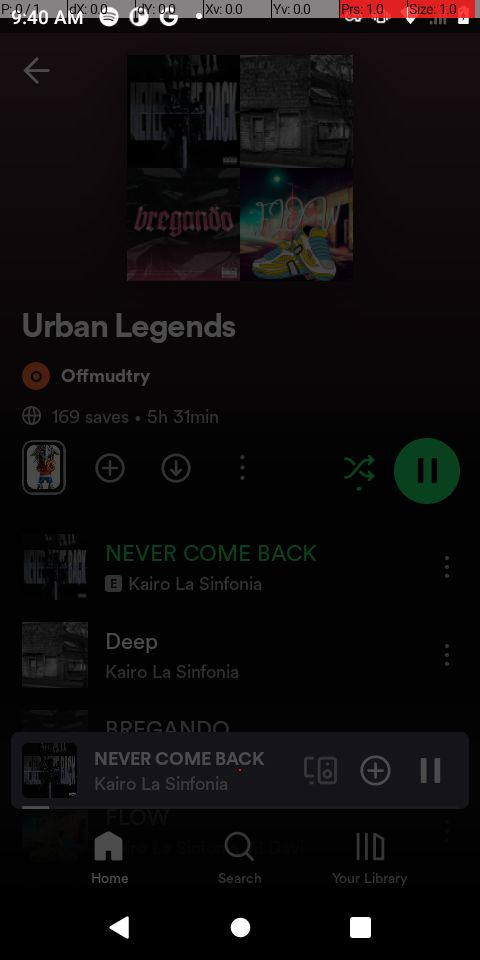 P: 0 / 1 dX: 0.0 dY: 0.0 Xv: 0.0 Yv: 0.0 Prs: 1.0 Size: 1.0
9:40 AM
NEVER COME BACK
bregandö
FLOW
Urban Legends
O Offmudtry
169 saves • 5h 31min
NEVER COME BACK
E Kairo La Sinfonia
Deep
Kairo La Sinfonia
BREGANDO
NEVER COME BACK
Kairo La Sinfonia
FLOW
Home Search Your Library